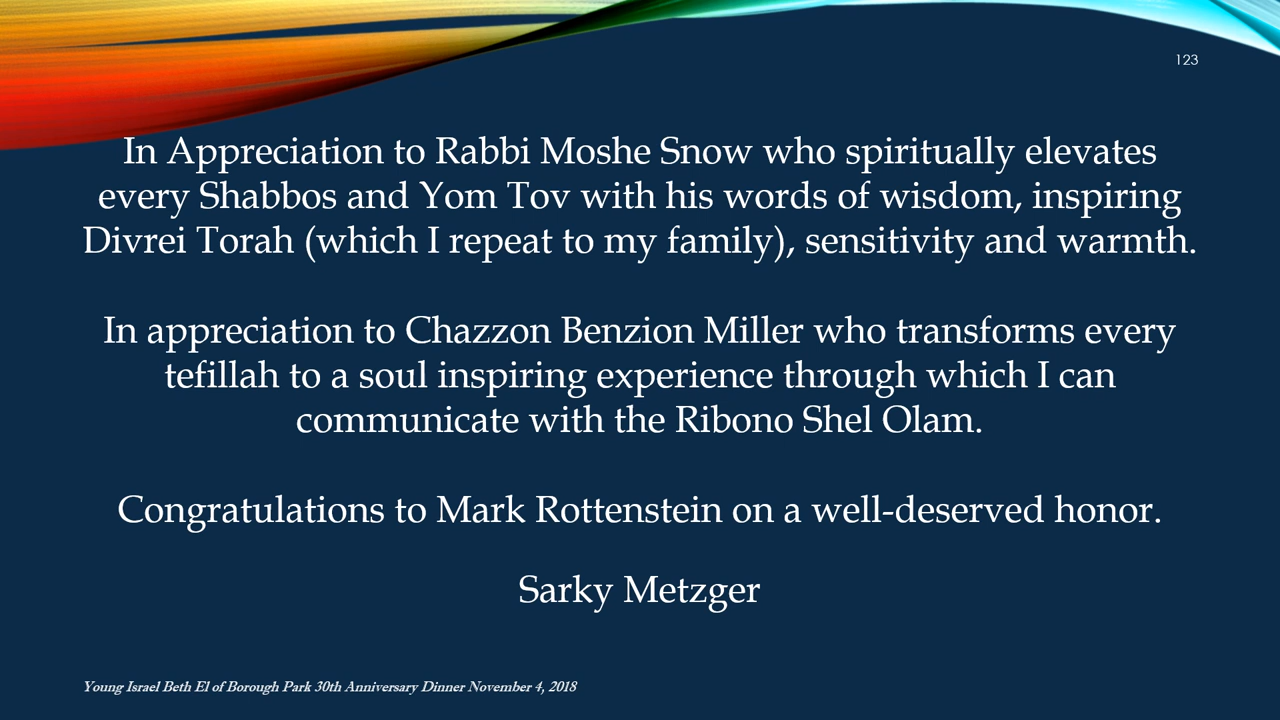 123
In Appreciation to Rabbi Moshe Snow who spiritually elevates
every Shabbos and Yom Tov with his words of wisdom, inspiring
Divrei Torah (which I repeat to my family), sensitivity and warmth.
In appreciation to Chazzon Benzion Miller who transforms every
tefillah to a soul inspiring experience through which I can
communicate with the Ribono Shel Olam.
Congratulations to Mark Rottenstein on a well-deserved honor.
Sarky Metzger
Young Israel Beth El of Borough Park 30th Anniversary Dinner November 4, 2018